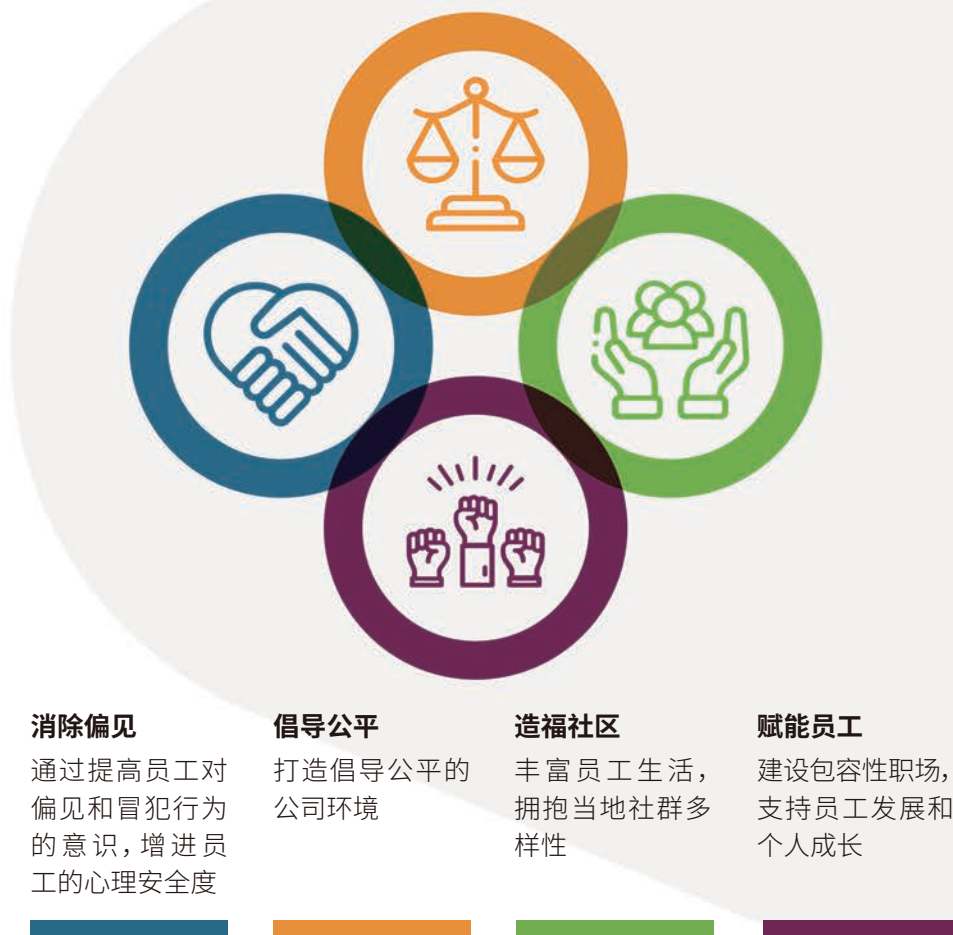 消除偏见
通过提高员工对
偏见和冒犯行为
的意识，增进员
工的心理安全度
倡导公平
打造倡导公平的
公司环境
造福社区
丰富员工生活，
拥抱当地社群多
样性
赋能员工
建设包容性职场，
支持员工发展和
个人成长